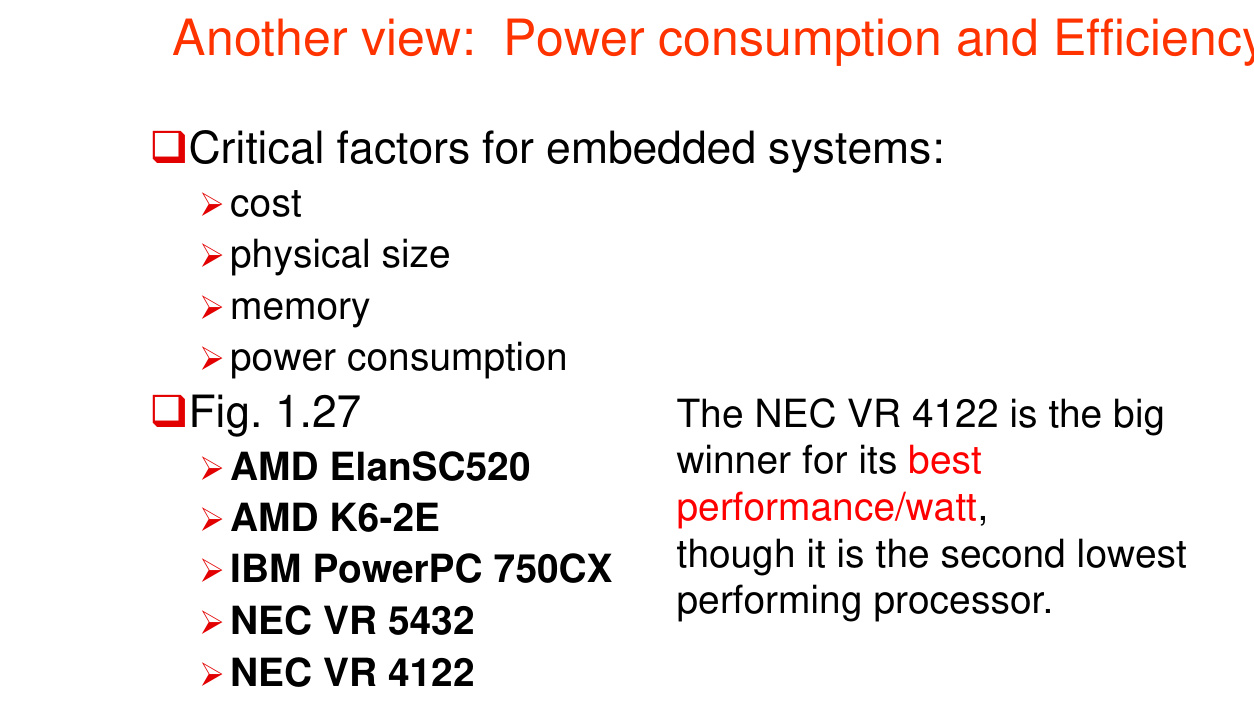 Another view: Power consumption and Efficiency
❑Critical factors for embedded systems:
➢cost
➢physical size
➢memory
➢power consumption
❑Fig. 1.27
➢AMD ElanSC520
➢AMD K6-2E
➢IBM PowerPC 750CX
➢NEC VR 5432
➢NEC VR 4122
The NEC VR 4122 is the big
winner for its best
performance/watt,
though it is the second lowest
performing processor.